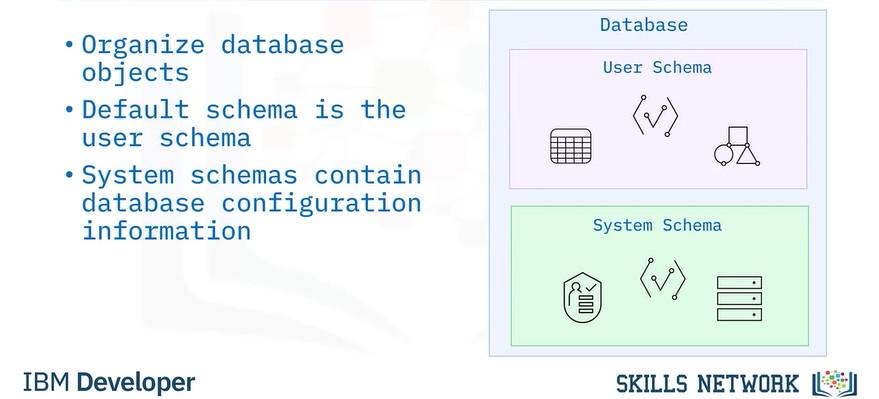 • Organize database
objects
• Default schema is the
user schema
• System schemas contain
database configuration
information
Database
User Schema
System Schema
IBM Developer
SKILLS NETWORK